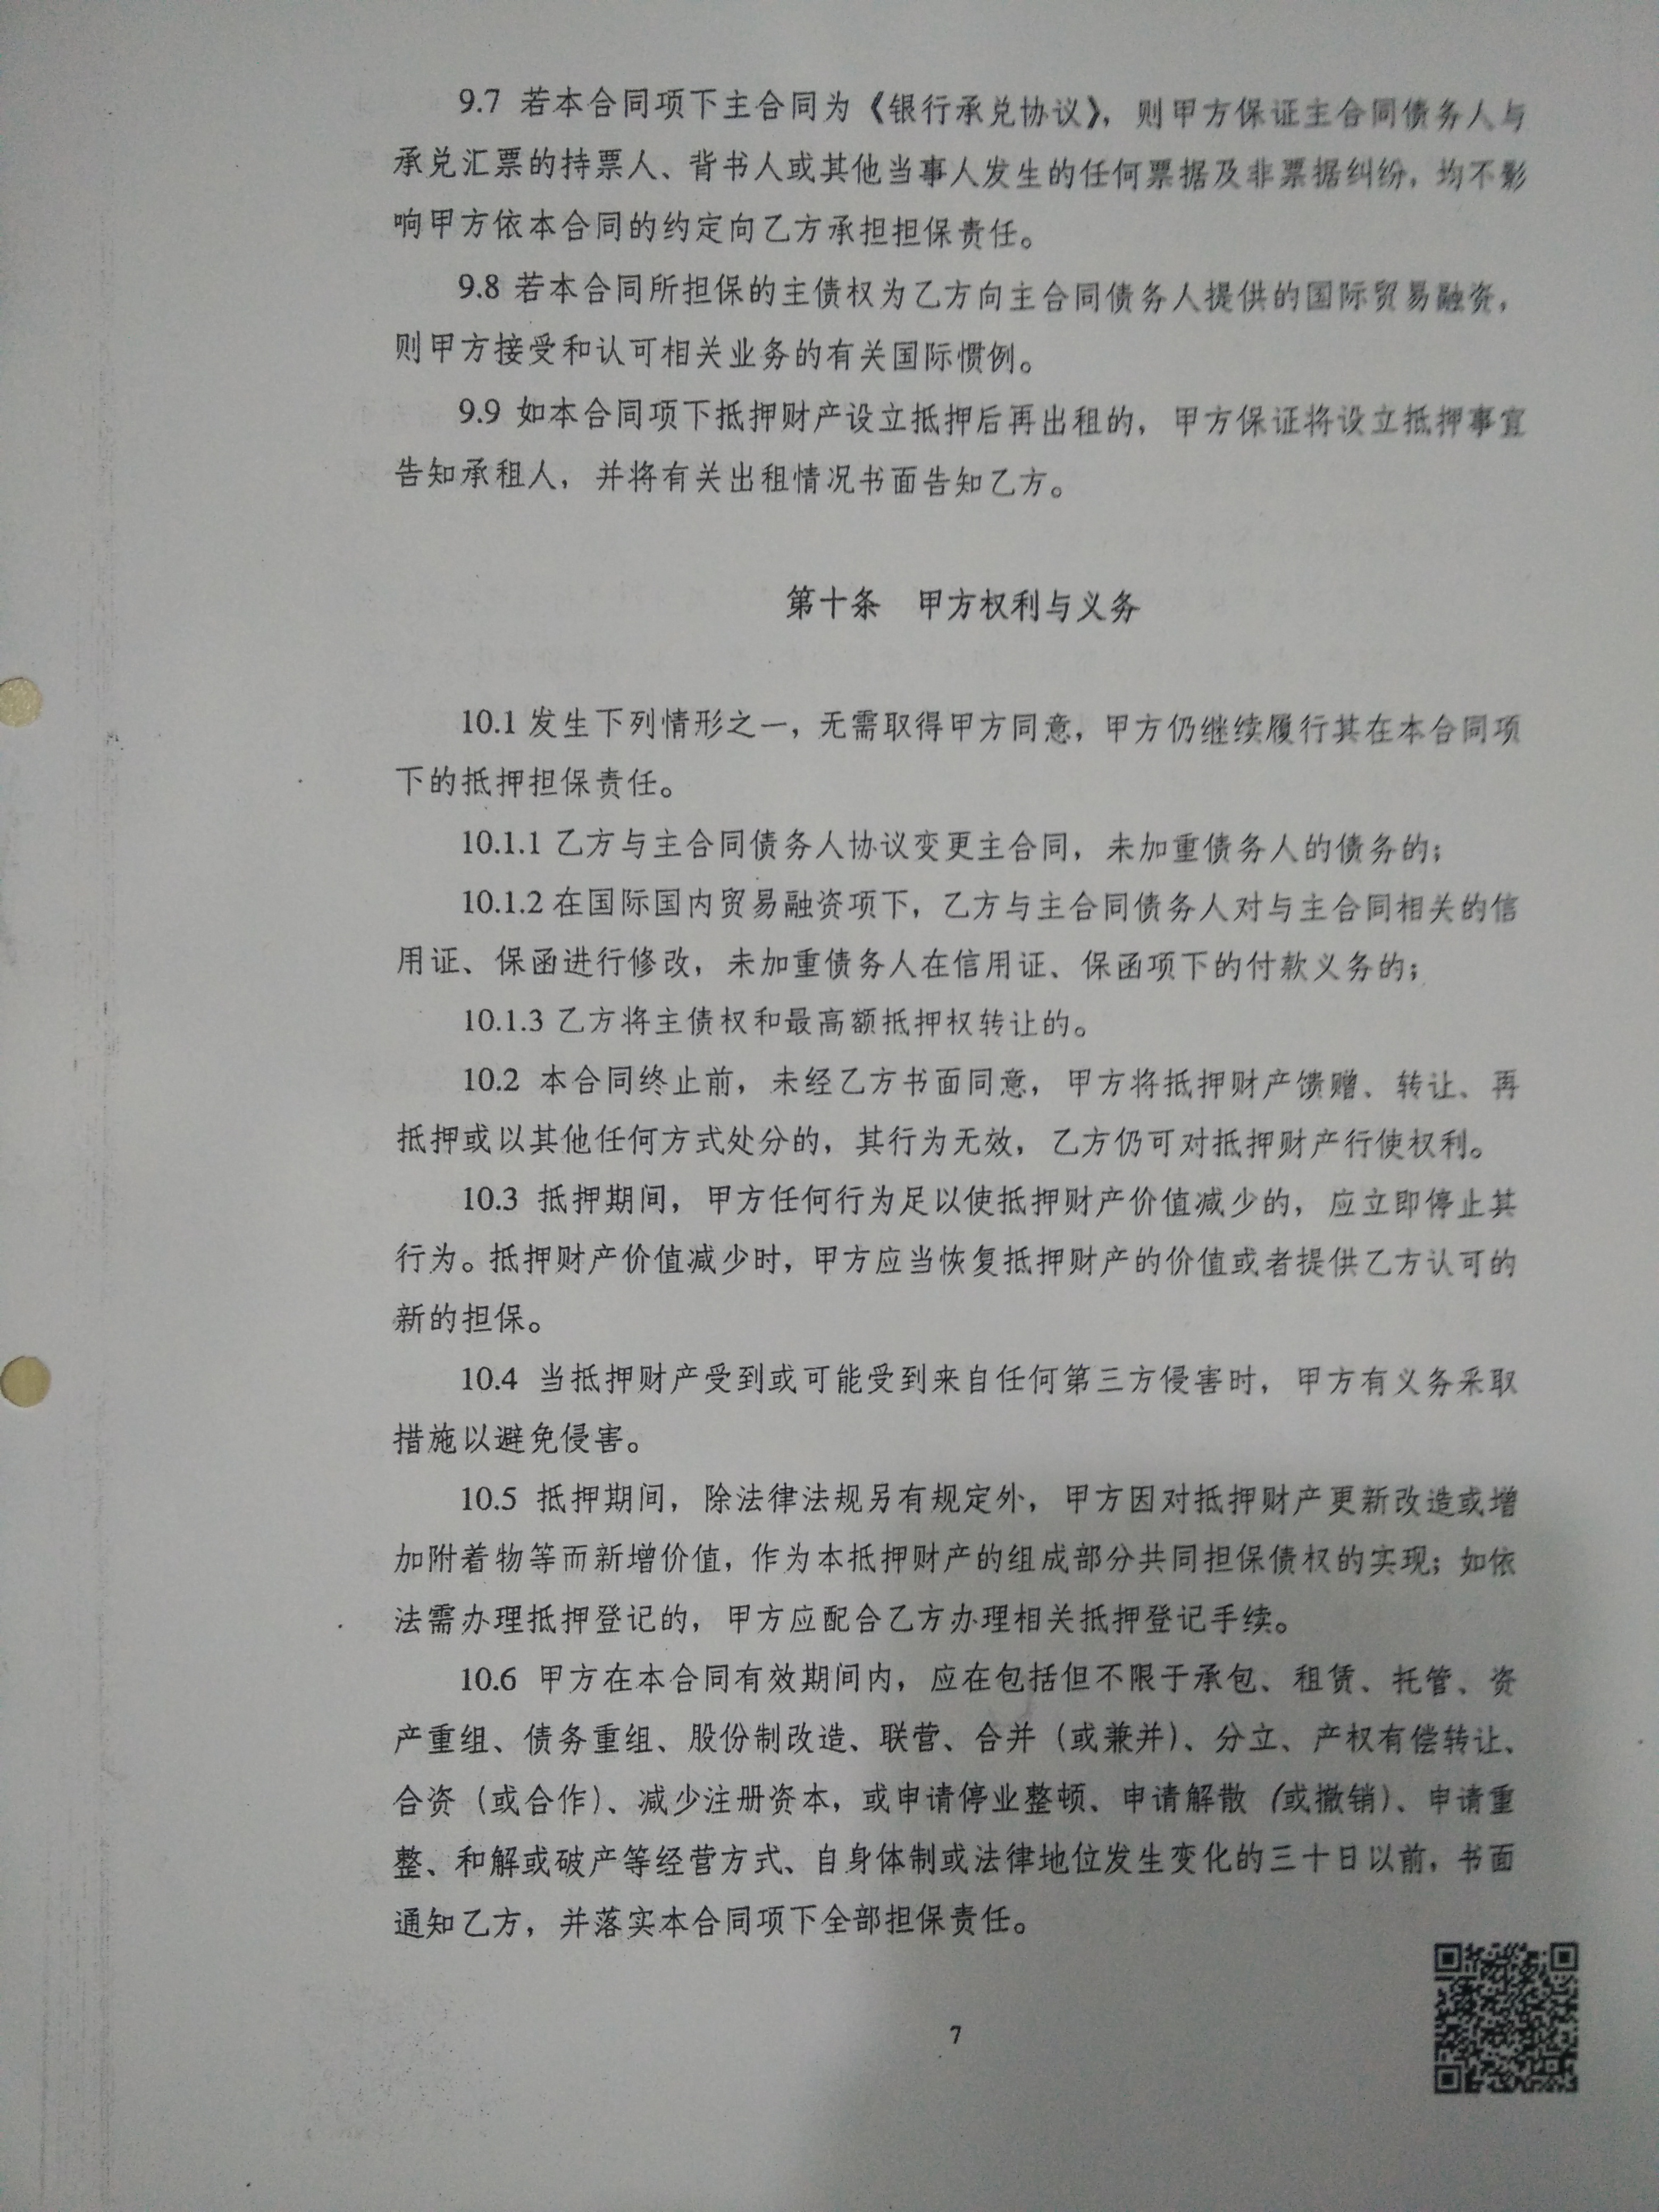 9.7 若本合同项下主合同为《银行承兑协议》，则甲方保证主合同债务人与
承兑汇票的持票人、背书人或其他当事人发生的任何票据及非票据纠纷，均不影
响甲方依本合同的约定向乙方承担担保责任。
9.8 若本合同所担保的主债权为乙方向主合同债务人提供的国际贸易融资，
则甲方接受和认可相关业务的有关国际惯例。
9.9 如本合同项下抵押财产设立抵押后再出租的，甲方保证将设立抵押事宜
告知承租人，并将有关出租情况书面告知乙方。
第十条 甲方权利与义务
10.1 发生下列情形之一，无需取得甲方同意，甲方仍继续履行其在本合同项
下的抵押担保责任。
10.1.1 乙方与主合同债务人协议变更主合同，未加重债务人的债务的；
10.1.2 在国际国内贸易融资项下，乙方与主合同债务人对与主合同相关的信
用证、保函进行修改，未加重债务人在信用证、保函项下的付款义务的；
10.1.3 乙方将主债权和最高额抵押权转让的。
10.2 本合同终止前，未经乙方书面同意，甲方将抵押财产馈赠、转让、再
抵押或以其他任何方式处分的，其行为无效，乙方仍可对抵押财产行使权利。
10.3 抵押期间，甲方任何行为足以使抵押财产价值减少的，应立即停止其
行为。抵押财产价值减少时，甲方应当恢复抵押财产的价值或者提供乙方认可的
新的担保。
10.4 当抵押财产受到或可能受到来自任何第三方侵害时，甲方有义务采取
措施以避免侵害。
10.5 抵押期间，除法律法规另有规定外，甲方因对抵押财产更新改造或增
加附着物等而新增价值，作为本抵押财产的组成部分共同担保债权的实现；如依
法需办理抵押登记的，甲方应配合乙方办理相关抵押登记手续。
10.6 甲方在本合同有效期间内，应在包括但不限于承包、租赁、托管、资
产重组、债务重组、股份制改造、联营、合并（或兼并）、分立、产权有偿转让、
合资（或合作）、减少注册资本，或申请停业整顿、申请解散（或撤销）、申请重
整、和解或破产等经营方式、自身体制或法律地位发生变化的三十日以前，书面
通知乙方，并落实本合同项下全部担保责任。
7